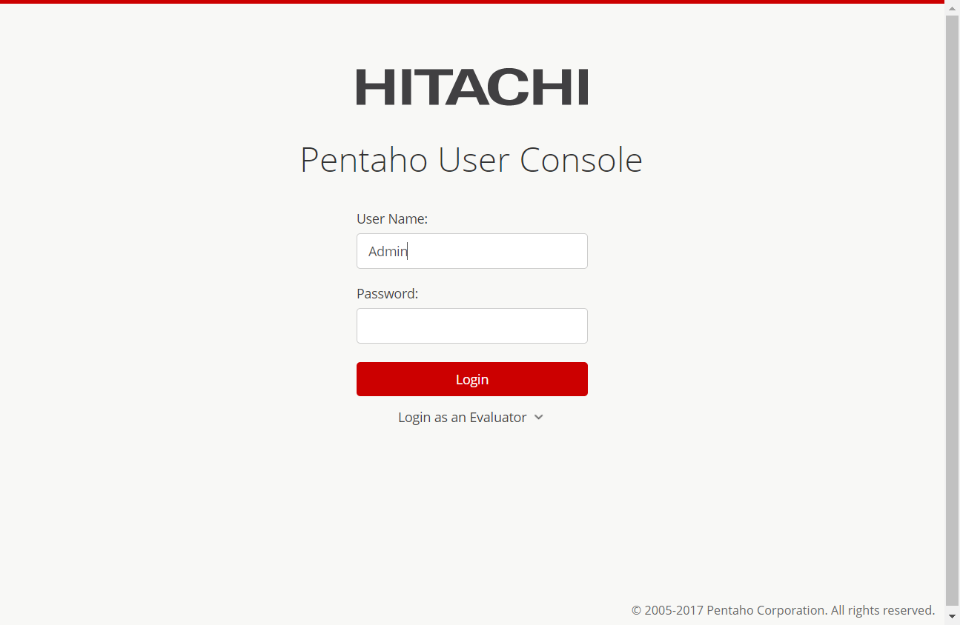 HITACHI
Pentaho User Console
User Name:
Admin
Password:
Login
Login as an Evaluator
© 2005-2017 Pentaho Corporation. All rights reserved.